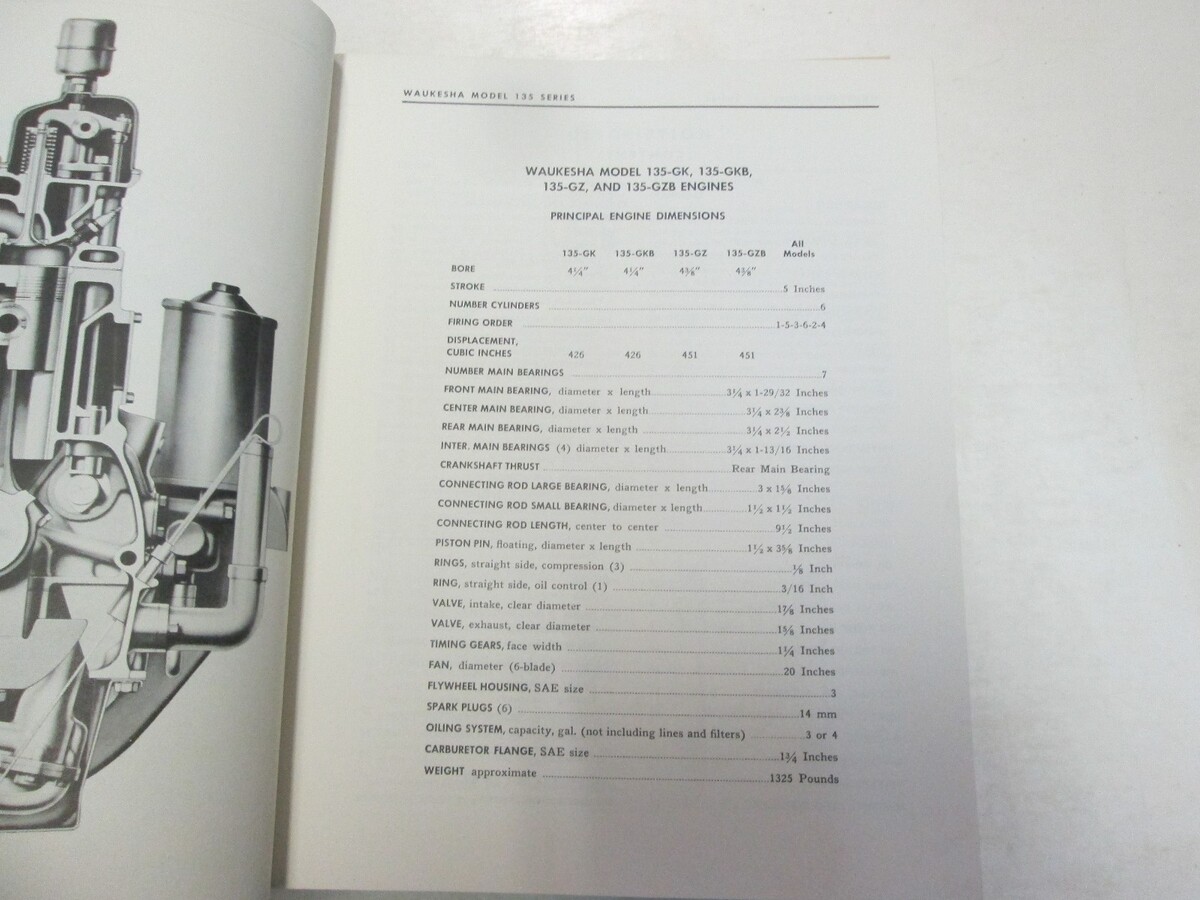 WAUKESHA MODEL 135 SERIES
WAUKESHA MODEL 135-GK, 135-GKB,
135-GZ, AND 135-GZB ENGINES
PRINCIPAL ENGINE DIMENSIONS
All
135-GK 135-GKB 135-GZ 135-GZB Models
BORE 4¼" 4¼" 4⅜" 4⅜"
STROKE 5 Inches
NUMBER CYLINDERS 6
FIRING ORDER 1-5-3-6-2-4
DISPLACEMENT,
CUBIC INCHES 426 426 451 451
NUMBER MAIN BEARINGS 7
FRONT MAIN BEARING, diameter x length 3¼ x 1-29/32 Inches
CENTER MAIN BEARING, diameter x length 3¼ x 2⅜ Inches
REAR MAIN BEARING, diameter x length 3¼ x 2½ Inches
INTER. MAIN BEARINGS (4) diameter x length 3¼ x 1-13/16 Inches
CRANKSHAFT THRUST Rear Main Bearing
CONNECTING ROD LARGE BEARING, diameter x length 3 x 1⅝ Inches
CONNECTING ROD SMALL BEARING, diameter x length 1½ x 1½ Inches
CONNECTING ROD LENGTH, center to center 9½ Inches
PISTON PIN, floating, diameter x length 1½ x 3⅝ Inches
RINGS, straight side, compression (3) ⅛ Inch
RING, straight side, oil control (1) 3/16 Inch
VALVE, intake, clear diameter 1⅞ Inches
VALVE, exhaust, clear diameter 1⅝ Inches
TIMING GEARS, face width 1¼ Inches
FAN, diameter (6-blade) 20 Inches
FLYWHEEL HOUSING, SAE size 3
SPARK PLUGS (6) 14 mm
OILING SYSTEM, capacity, gal. (not including lines and filters) 3 or 4
CARBURETOR FLANGE, SAE size 1¾ Inches
WEIGHT approximate 1325 Pounds